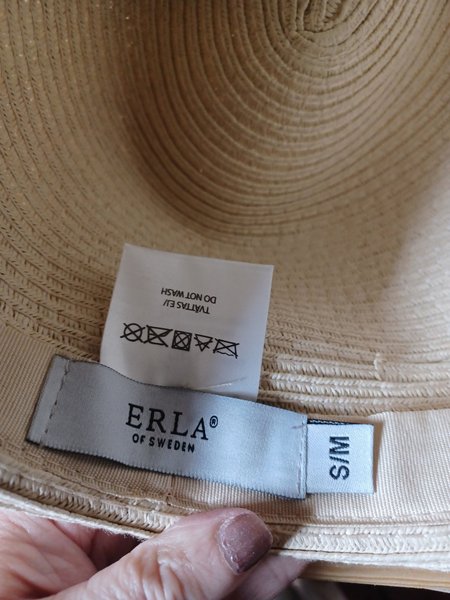 TVÄTTAS EJ/
DO NOT WASH
ERLA®
OF SWEDEN
S/M